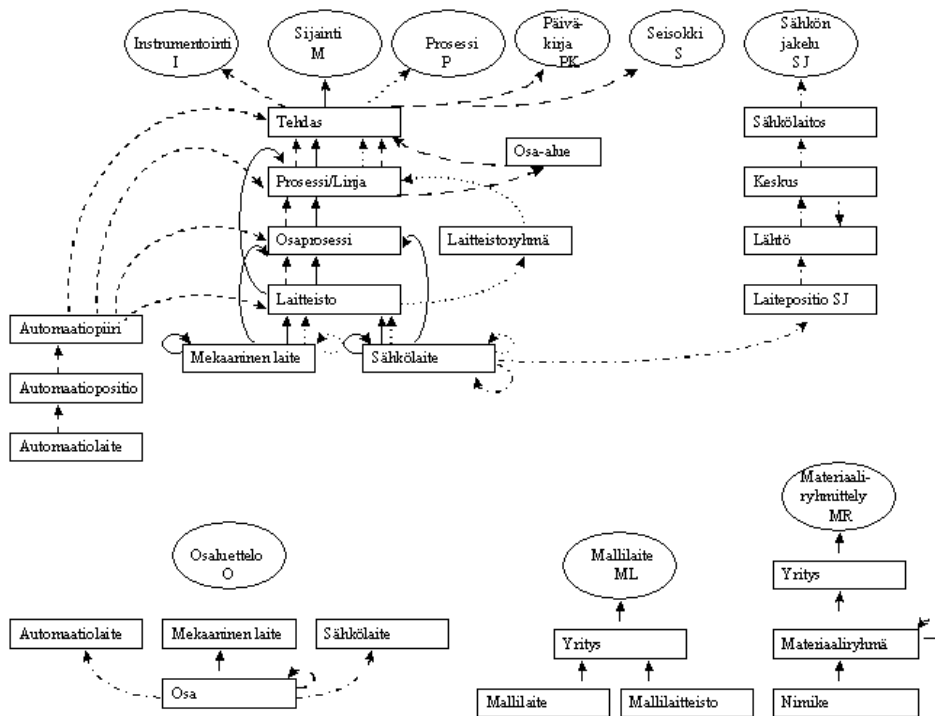 Instrumentointi
I
Sijainti
M
Prosessi
P
Päivä-
kirja
PK
Seisokki
S
Sähkön
jakelu
SJ
Tehdas
Sähkölaitos
Osa-alue
Prosessi/Linja
Keskus
Osaprosessi
Laitteistoryhmä
Lähtö
Laitteisto
Laitepositio SJ
Automaatiopiiri
Mekaaninen laite
Sähkölaite
Automaatiopositio
Automaatiolaite
Osaluettelo
O
Mallilaite
ML
Materiaali-
ryhmittely
MR
Yritys
Automaatiolaite
Mekaaninen laite
Sähkölaite
Yritys
Materiaaliryhmä
Osa
Mallilaite
Mallilaitteisto
Nimike